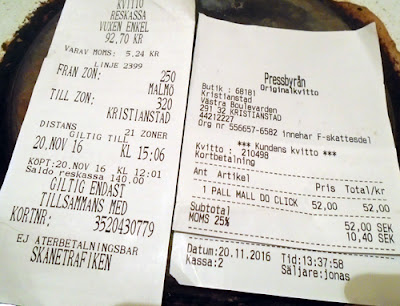 KVITTO
RESKASSA
VUXEN ENKEL
92,70 KR
VARAV MOMS: 5,24 KR
LINJE 2399
FRÅN ZON: 250
MALMÖ
TILL ZON: 320
KRISTIANSTAD
DISTANS 21 ZONER
GILTIG TILL
20.NOV 16 KL 15:06
KÖPT:20.NOV 16 KL 12:01
Saldo reskassa 140.00
GILTIG ENDAST
TILLSAMMANS MED
KORTNR:
3520430779
EJ ÅTERBETALNINGSBAR
SKÅNETRAFIKEN
Pressbyrån
Originalkvitto
Butik : 68181
Kristianstad
Västra Boulevarden
291 32 KRISTIANSTAD
44212227
Org nr 556657-6582 innehar F-skattesdel
*** Kundens kvitto ***
Kvitto : 210498
Kortbetalning
Ant Artikel Pris Total/kr
1 PALL MALL DO CLICK 52,00 52,00
Subtotal 52,00 SEK
MOMS 25% 10,40 SEK
Datum:20.11.2016 Tid:13:37:58
Kassa:2 Säljare:jonas